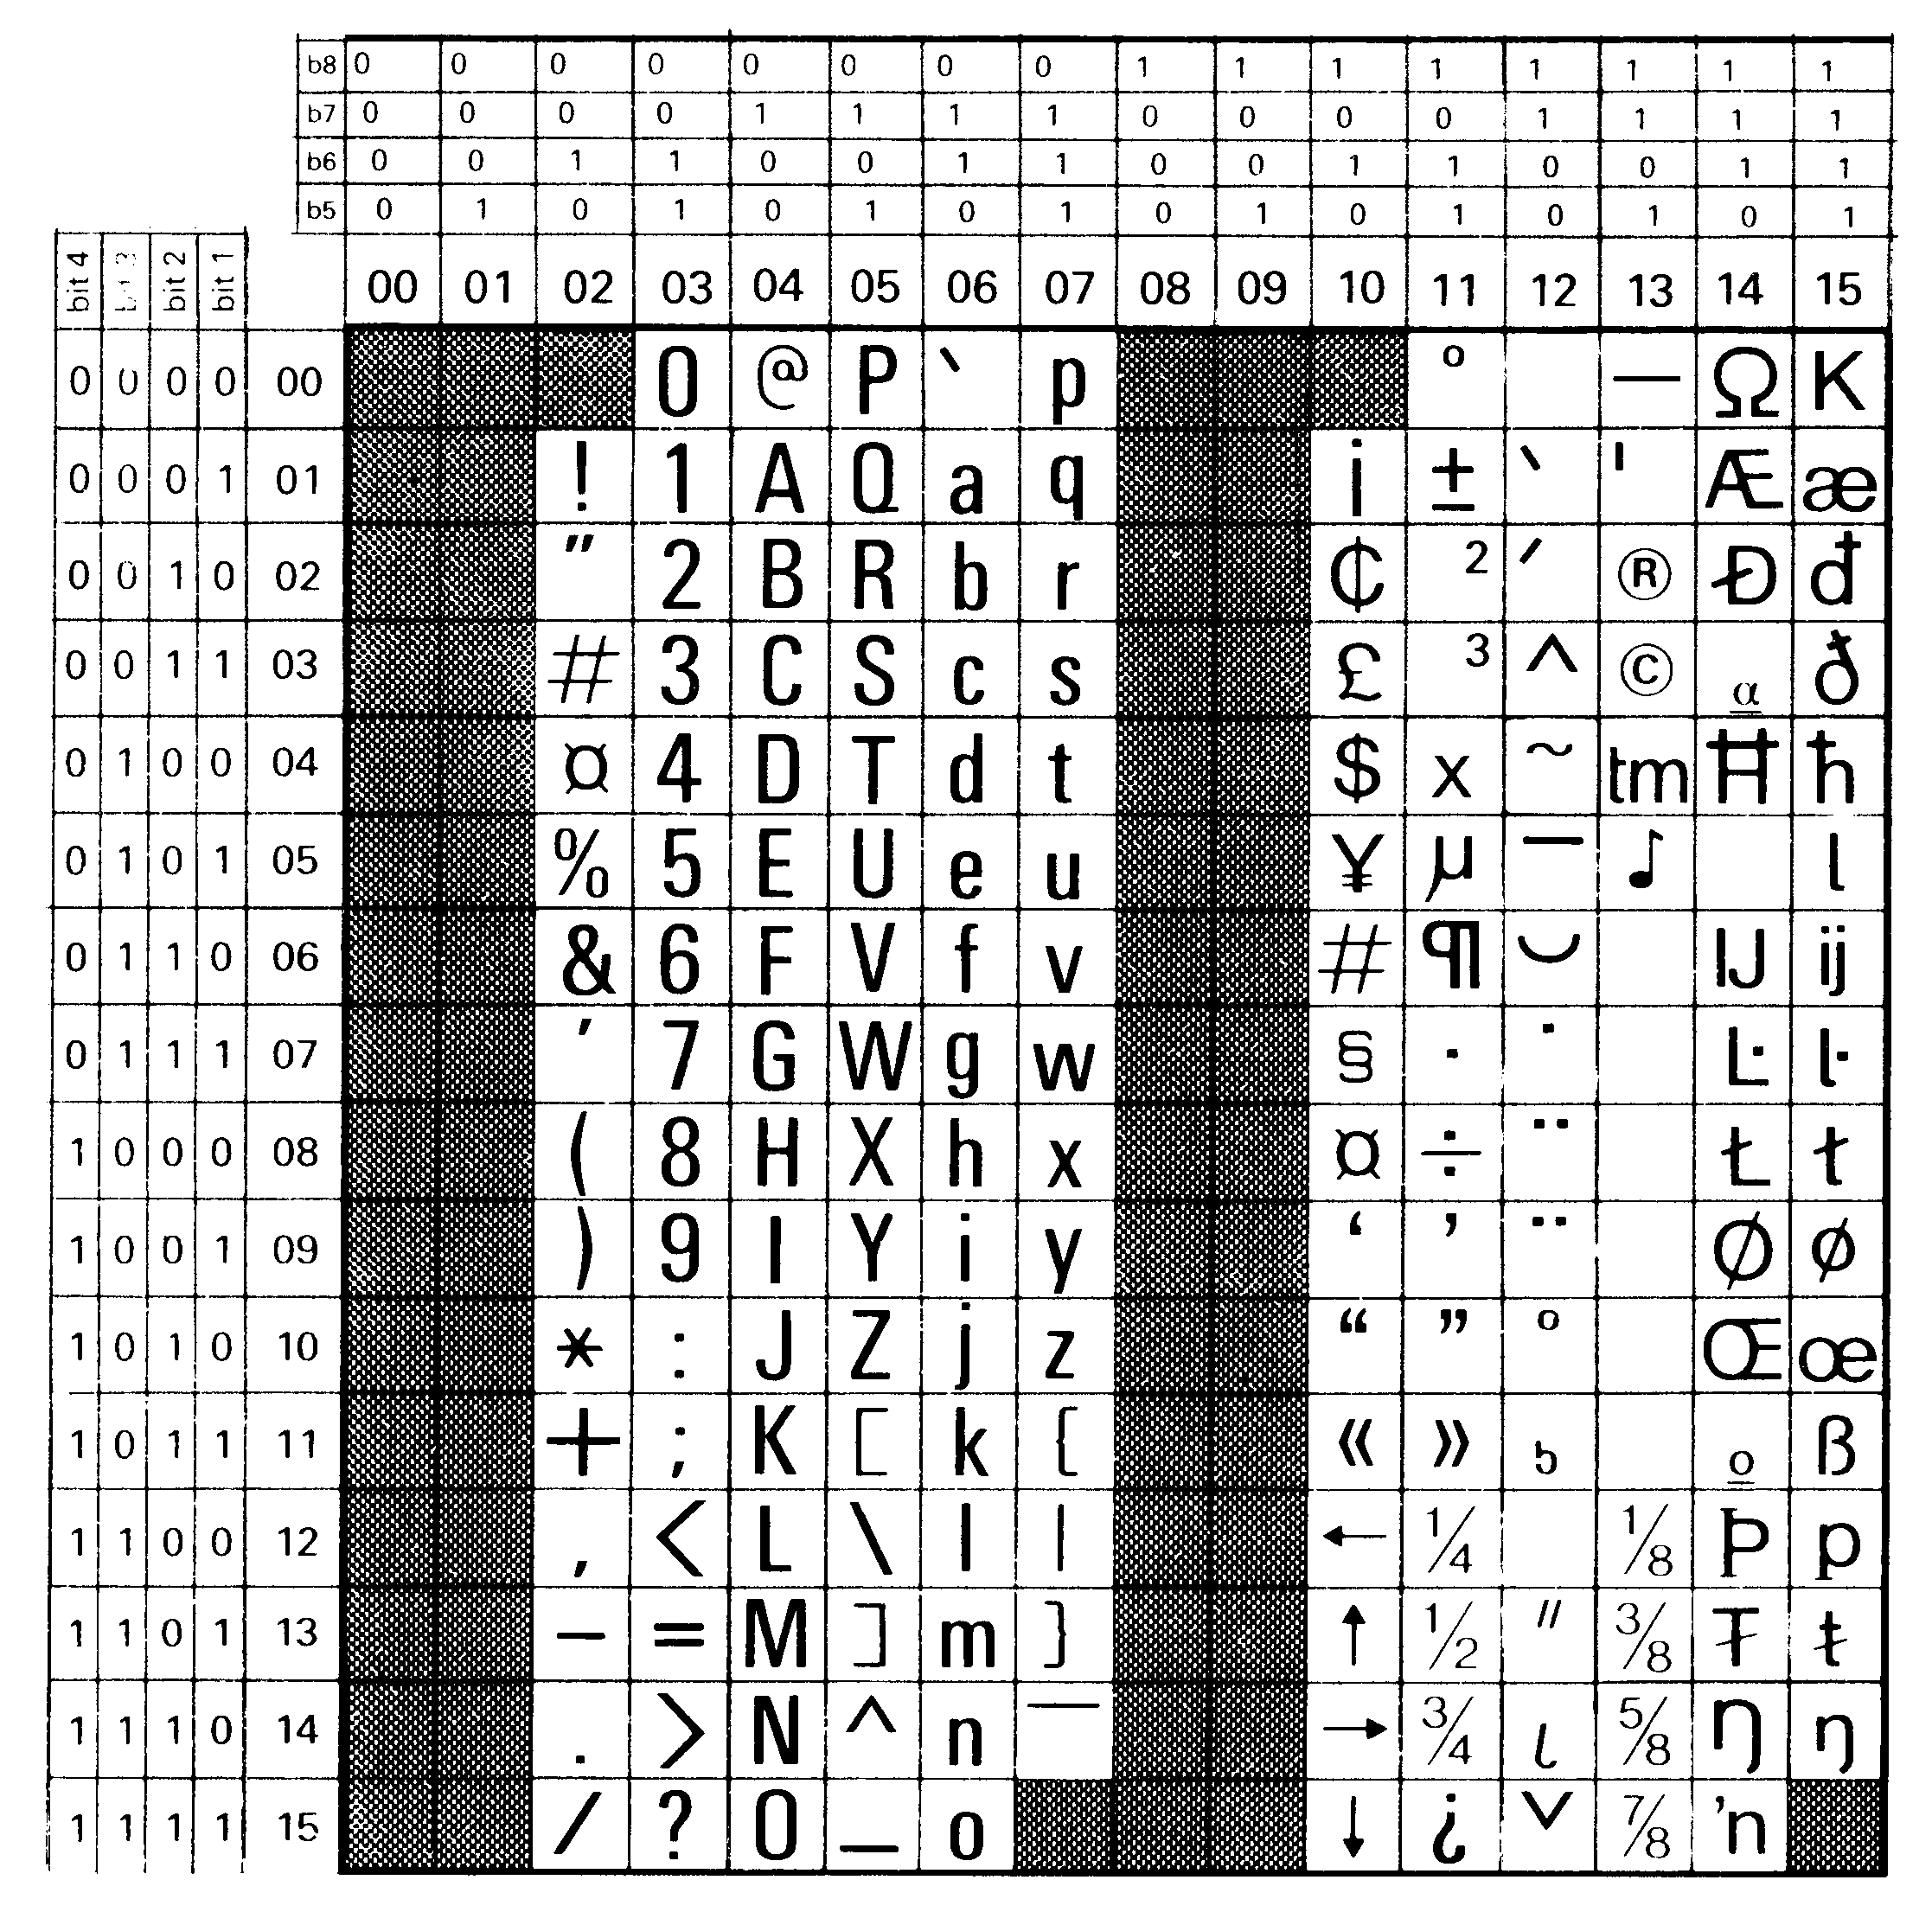 b8 0 0 0 0 0 0 0 0 1 1 1 1 1 1 1 1
b7 0 0 0 0 1 1 1 1 0 0 0 0 1 1 1 1
b6 0 0 1 1 0 0 1 1 0 0 1 1 0 0 1 1
b5 0 1 0 1 0 1 0 1 0 1 0 1 0 1 0 1
bit 4 bit 3 bit 2 bit 1 00 01 02 03 04 05 06 07 08 09 10 11 12 13 14 15
0 0 0 0 00 0 @ P ` p ° — Ω K
0 0 0 1 01 ! 1 A Q a q ¡ ± ` ' Æ æ
0 0 1 0 02 " 2 B R b r ₵ ² ´ ® Đ đ
0 0 1 1 03 # 3 C S c s £ ³ ^ © α ð
0 1 0 0 04 ¤ 4 D T d t $ x ~ tm Ħ ħ
0 1 0 1 05 % 5 E U e u ¥ µ ¯ ♪ l
0 1 1 0 06 & 6 F V f v # ¶ ˘ IJ ij
0 1 1 1 07 ' 7 G W g w § · ˙ Ŀ ŀ
1 0 0 0 08 ( 8 H X h x ¤ ÷ ¨ Ł ł
1 0 0 1 09 ) 9 I Y i y ‘ ’ ¨ Ø ø
1 0 1 0 10 * : J Z j z “ ” ° Œ œ
1 0 1 1 11 + ; K [ k { « » º ß
1 1 0 0 12 , < L \ l | ← ¼ ⅛ Þ p
1 1 0 1 13 − = M ] m } ↑ ½ ″ ⅜ Ŧ ŧ
1 1 1 0 14 . > N ^ n ¯ → ¾ ⅝ Ŋ ŋ
1 1 1 1 15 / ? O _ o ↓ ¿ ˇ ⅞ ŉ